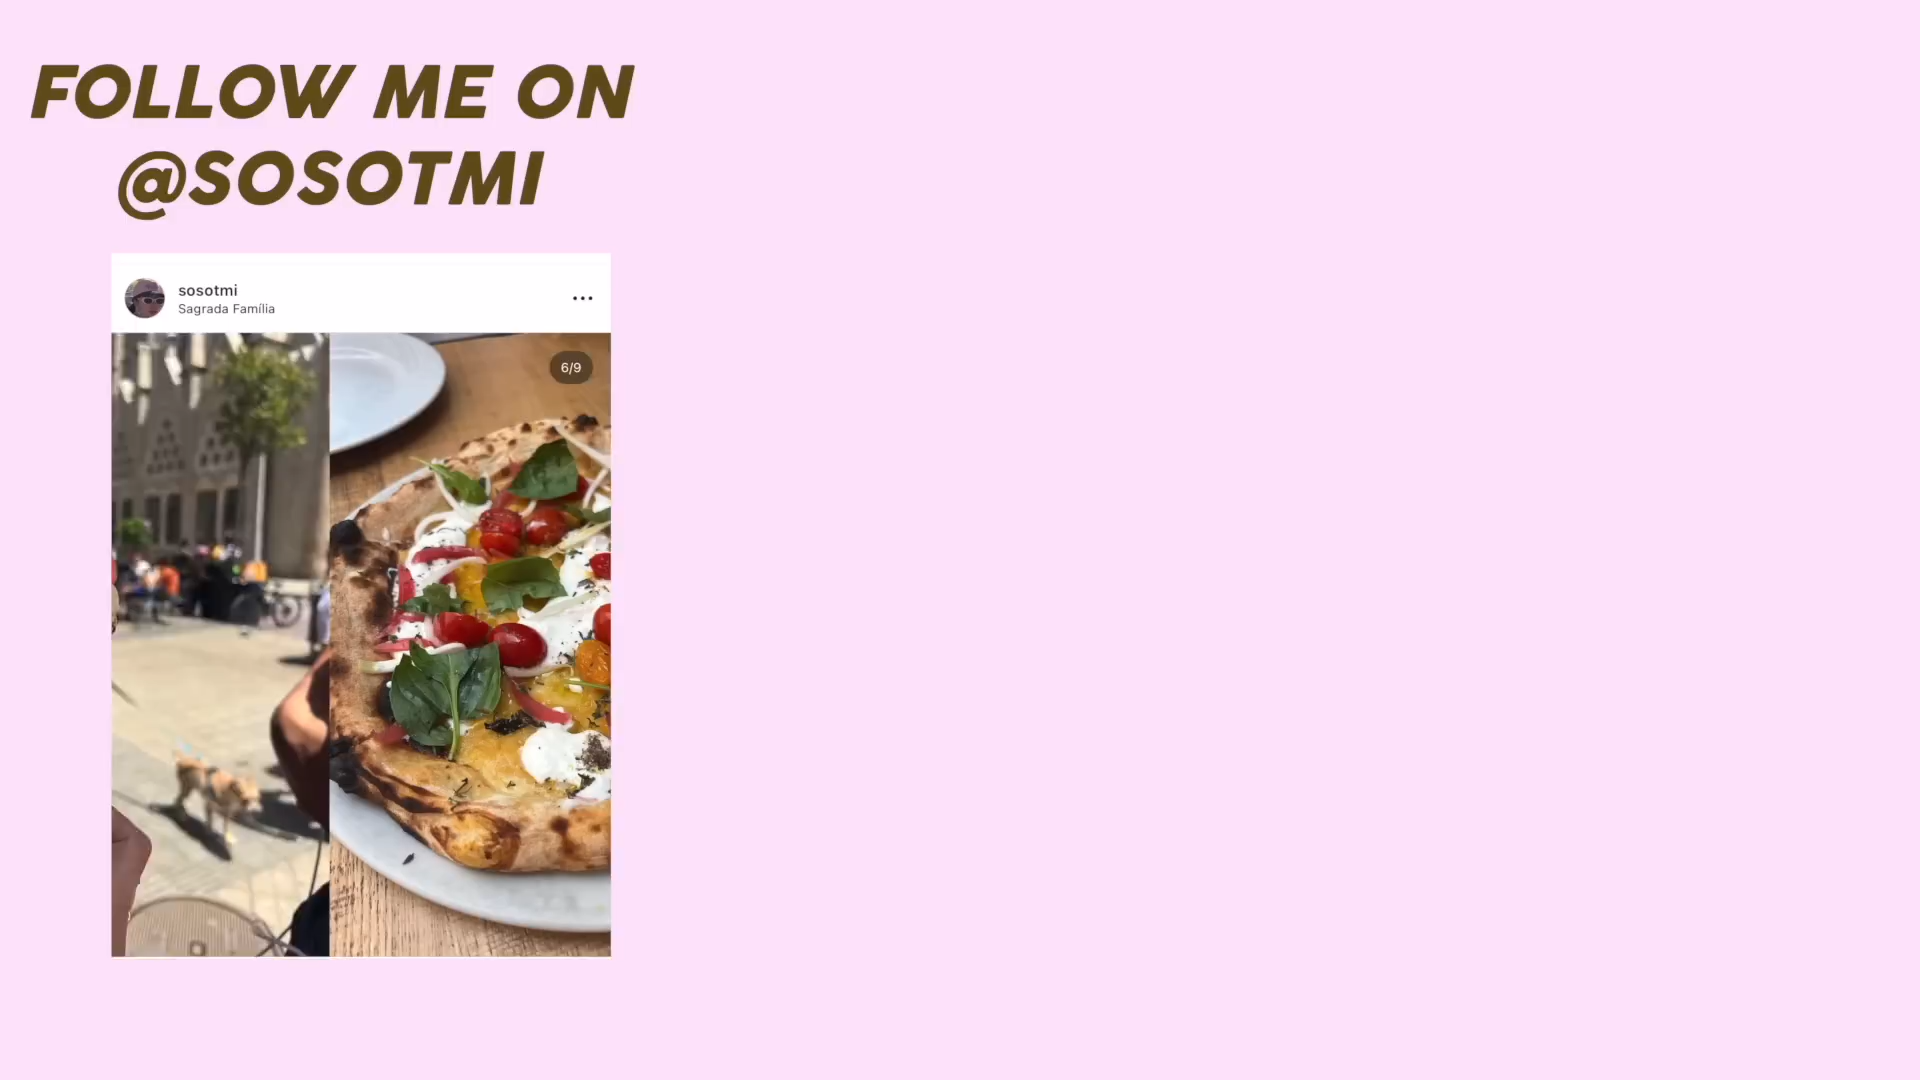 FOLLOW ME ON
@SOSOTMI
sosotmi
Sagrada Família
6/9